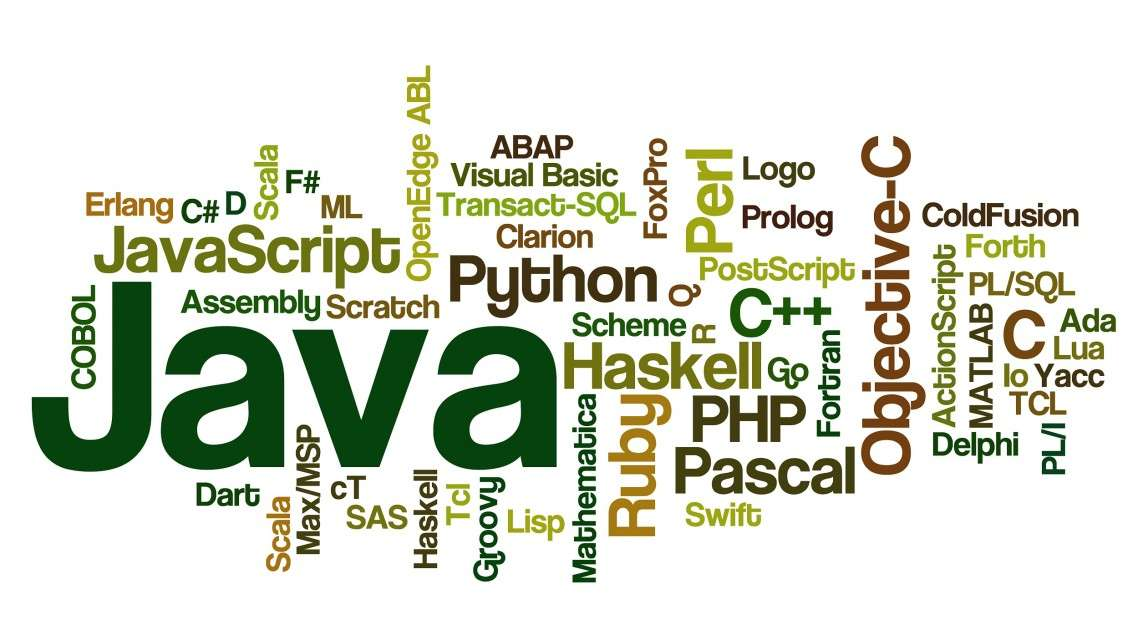 OpenEdge ABL
ABAP
Visual Basic
Transact-SQL
Clarion
FoxPro
Perl
Logo
Prolog
PostScript
Objective-C
ColdFusion
Forth
PL/SQL
ActionScript
MATLAB
C
Ada
Lua
Io
Yacc
TCL
Delphi
PL/I
Scala
F#
Erlang
C#
D
ML
JavaScript
Python
Q
C++
COBOL
Assembly
Scratch
Java
Scheme
R
Haskell
Go
Fortran
PHP
Ruby
Pascal
Swift
Mathematica
Dart
Scala
Max/MSP
cT
SAS
Haskell
Tcl
Groovy
Lisp